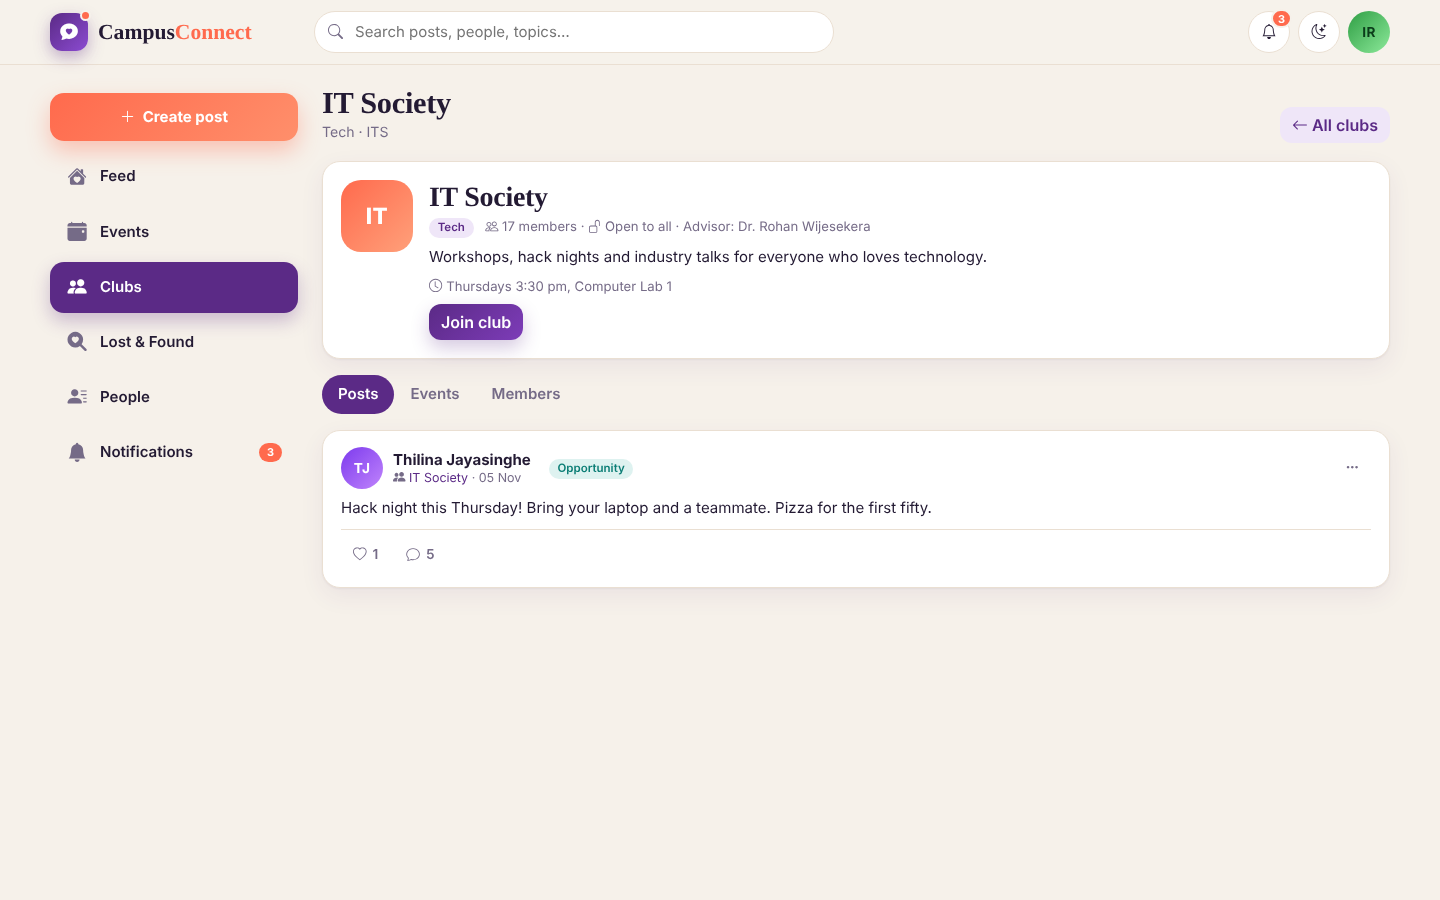 CampusConnect
Search posts, people, topics...
3
IR
Create post
Feed
Events
Clubs
Lost & Found
People
Notifications
3
IT Society
Tech · ITS
All clubs
IT
IT Society
Tech 17 members · Open to all · Advisor: Dr. Rohan Wijesekera
Workshops, hack nights and industry talks for everyone who loves technology.
Thursdays 3:30 pm, Computer Lab 1
Join club
Posts Events Members
TJ
Thilina Jayasinghe
IT Society · 05 Nov
Opportunity
Hack night this Thursday! Bring your laptop and a teammate. Pizza for the first fifty.
1 5